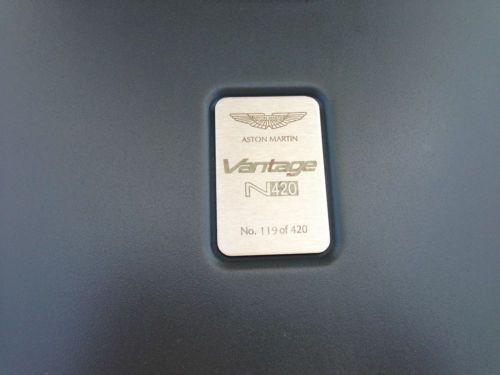 ASTON MARTIN
Vantage
N420
No. 119 of 420